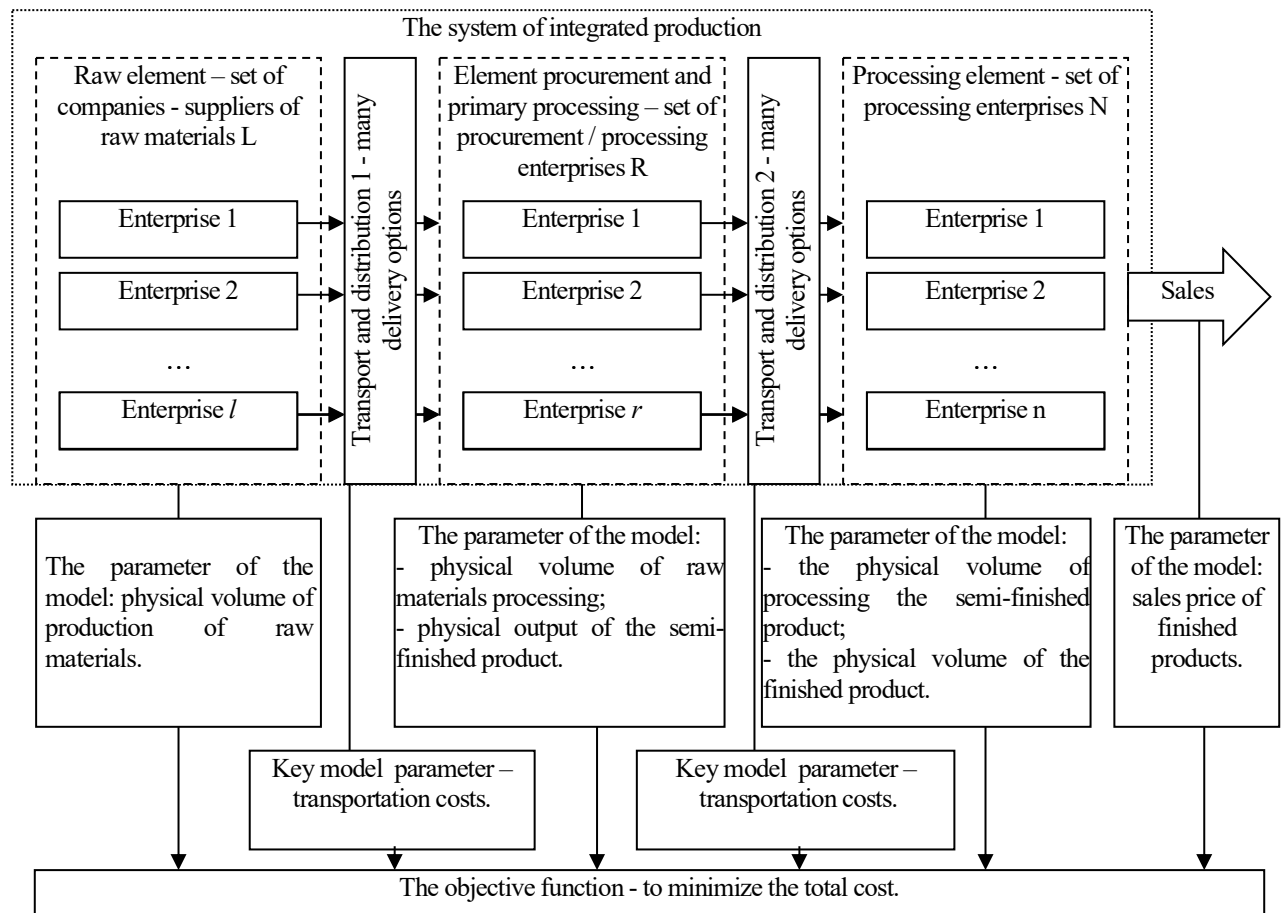 The system of integrated production
Raw element – set of
companies - suppliers of
raw materials L
Enterprise 1
Enterprise 2
…
Enterprise l
Transport and distribution 1 - many
delivery options
Element procurement and
primary processing – set of
procurement / processing
enterprises R
Enterprise 1
Enterprise 2
…
Enterprise r
Transport and distribution 2 - many
delivery options
Processing element - set of
processing enterprises N
Enterprise 1
Enterprise 2
…
Enterprise n
Sales
The parameter of the
model: physical volume of
production of raw
materials.
The parameter of the model:
- physical volume of raw
materials processing;
- physical output of the semi-
finished product.
The parameter of the model:
- the physical volume of
processing the semi-finished
product;
- the physical volume of the
finished product.
The parameter
of the model:
sales price of
finished
products.
Key model parameter –
transportation costs.
Key model parameter –
transportation costs.
The objective function - to minimize the total cost.